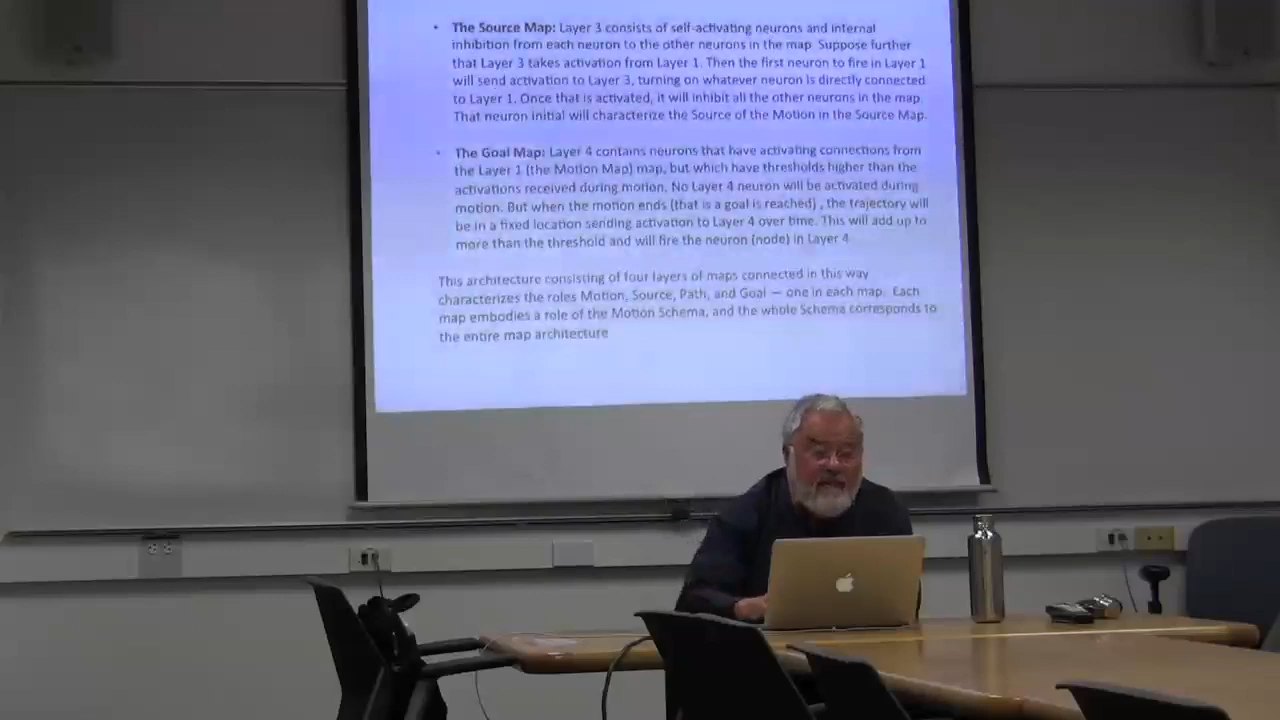 • The Source Map: Layer 3 consists of self-activating neurons and internal
inhibition from each neuron to the other neurons in the map. Suppose further
that Layer 3 takes activation from Layer 1. Then the first neuron to fire in Layer 1
will send activation to Layer 3, turning on whatever neuron is directly connected
to Layer 1. Once that is activated, it will inhibit all the other neurons in the map.
That neuron initial will characterize the Source of the Motion in the Source Map.
• The Goal Map: Layer 4 contains neurons that have activating connections from
the Layer 1 (the Motion Map) map, but which have thresholds higher than the
activations received during motion. No Layer 4 neuron will be activated during
motion. But when the motion ends (that is a goal is reached) , the trajectory will
be in a fixed location sending activation to Layer 4 over time. This will add up to
more than the threshold and will fire the neuron (node) in Layer 4
This architecture consisting of four layers of maps connected in this way
characterizes the roles Motion, Source, Path, and Goal — one in each map. Each
map embodies a role of the Motion Schema, and the whole Schema corresponds to
the entire map architecture